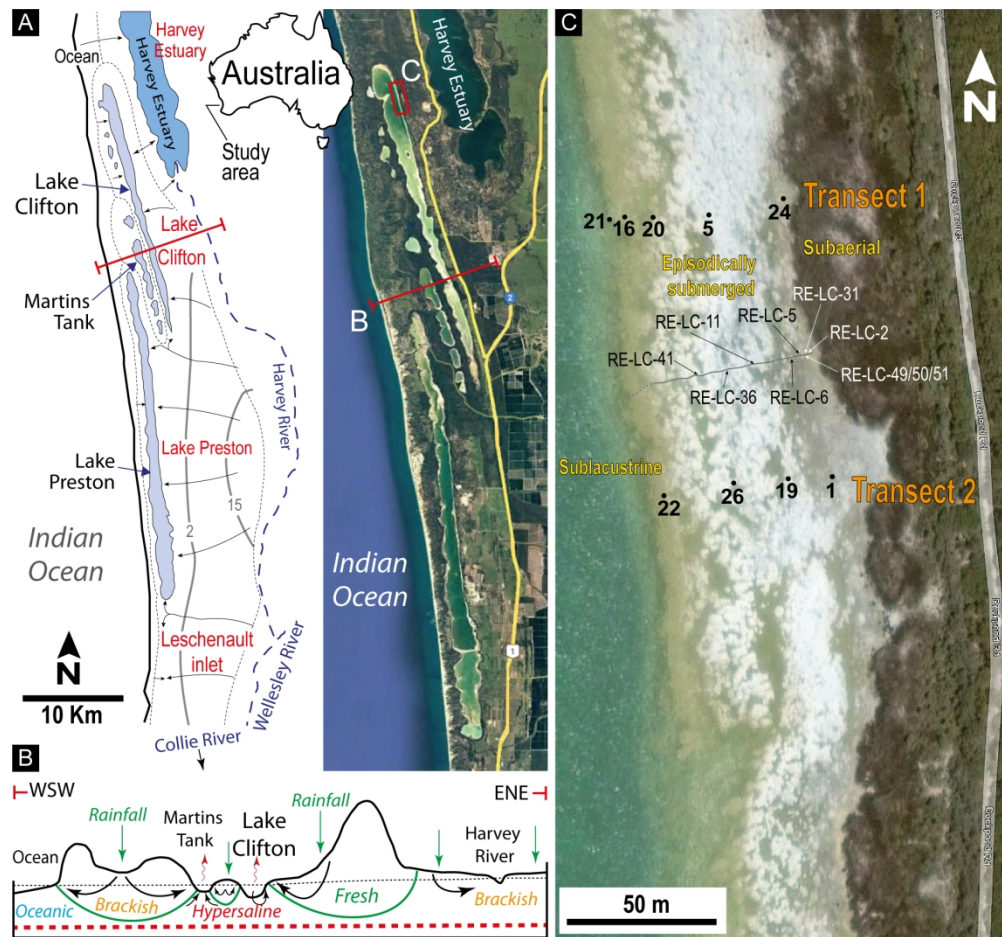 A
Ocean
Harvey
Estuary
Harvey Estuary
Australia
Study
area
Lake
Clifton
Lake
Clifton
Martins
Tank
Harvey River
Lake
Preston
Lake Preston
2
15
Indian
Ocean
Leschenault
inlet
Wellesley River
Collie River
N
10 Km
C
Harvey Estuary
B
2
Indian
Ocean
1
B
WSW
ENE
Rainfall
Martins
Tank
Lake
Clifton
Rainfall
Harvey
River
Ocean
Oceanic
Brackish
Hypersaline
Fresh
Brackish
C
N
Transect 1
21
16
20
5
24
Subaerial
Episodically
submerged
RE-LC-31
RE-LC-11
RE-LC-5
RE-LC-2
RE-LC-41
RE-LC-49/50/51
RE-LC-36
RE-LC-6
Sublacustrine
22
26
19
1
Transect 2
50 m